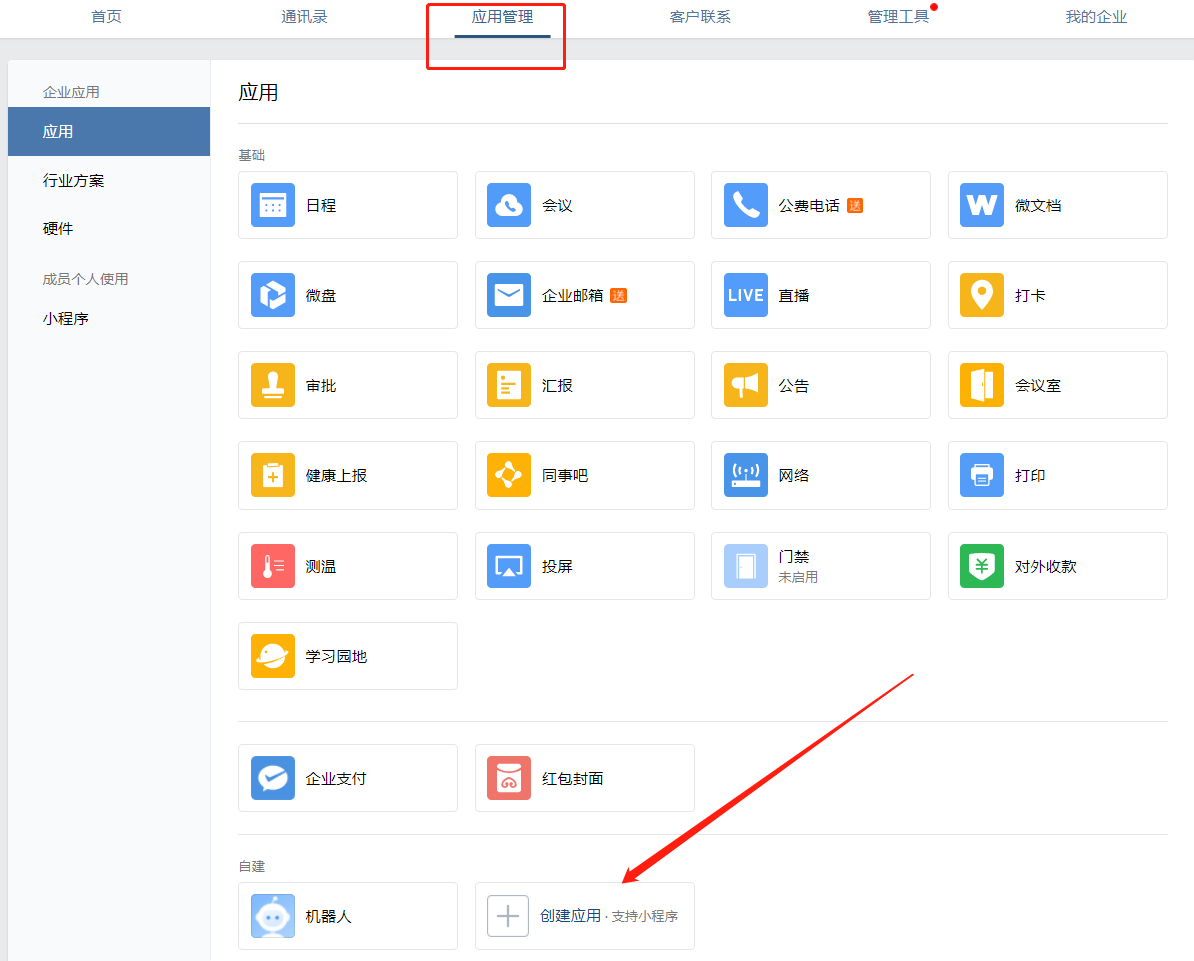 首页 通讯录 应用管理 客户联系 管理工具 我的企业
企业应用
应用
行业方案
硬件
成员个人使用
小程序
应用
基础
日程 会议 公费电话 送 W 微文档
微盘 企业邮箱 送 LIVE 直播 打卡
审批 汇报 公告 会议室
健康上报 同事吧 网络 打印
测温 投屏 门禁 ¥ 对外收款
未启用
学习园地
企业支付 红包封面
自建
机器人 创建应用 · 支持小程序